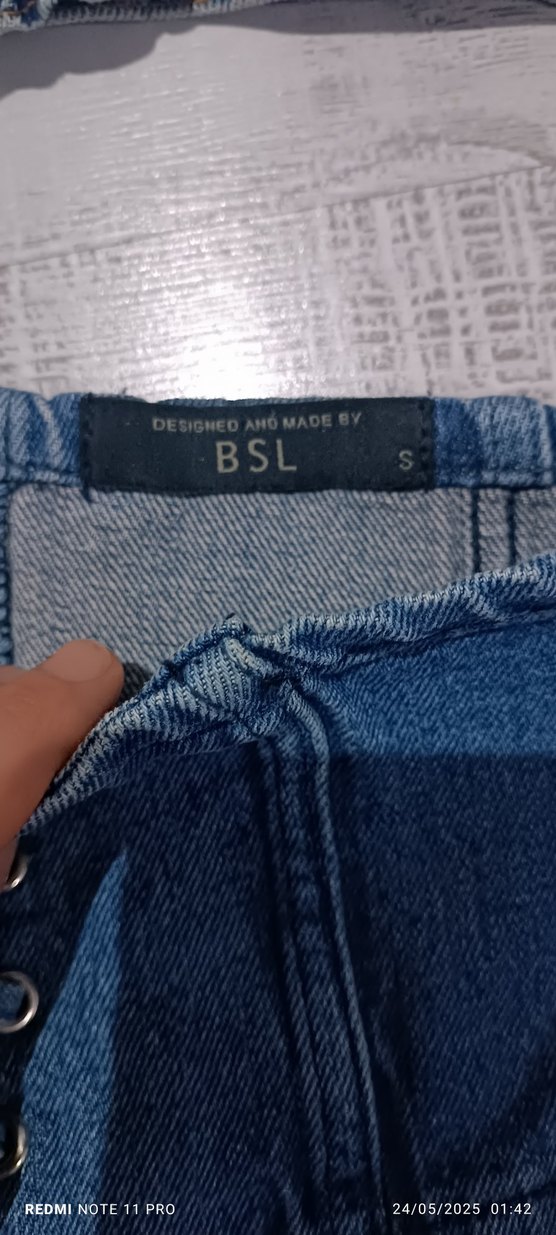 DESIGNED AND MADE BY
BSL
S
REDMI NOTE 11 PRO
24/05/2025 01:42